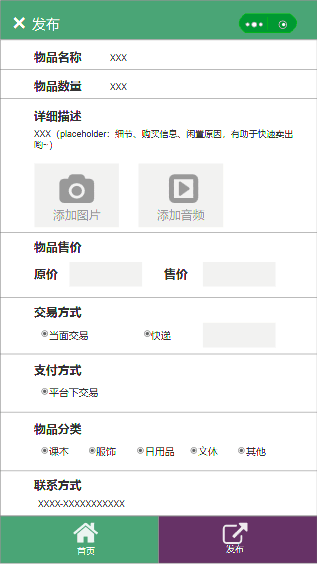 发布
物品名称 XXX
物品数量 XXX
详细描述
XXX（placeholder：细节、购买信息、闲置原因，有助于快速卖出
哟~）
添加图片 添加音频
物品售价
原价 售价
交易方式
当面交易 快递
支付方式
平台下交易
物品分类
课本 服饰 日用品 文体 其他
联系方式
XXXX-XXXXXXXXXXX
首页 发布